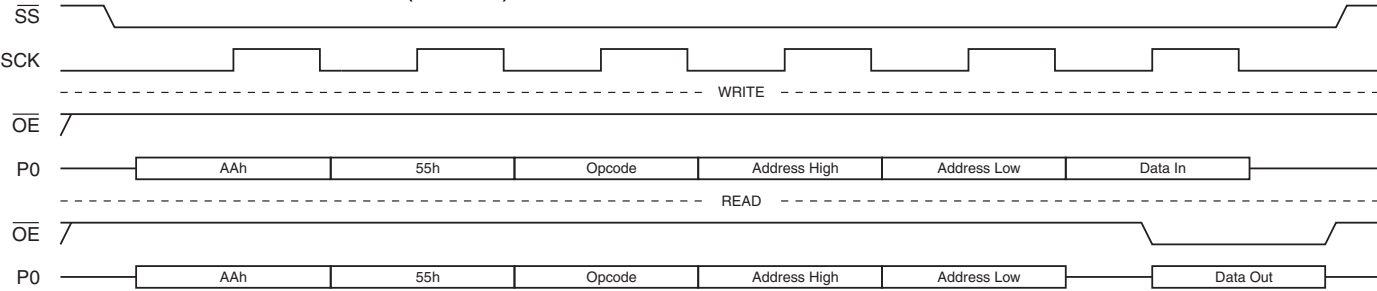 SS
SCK
WRITE
OE
P0 AAh 55h Opcode Address High Address Low Data In
READ
OE
P0 AAh 55h Opcode Address High Address Low Data Out